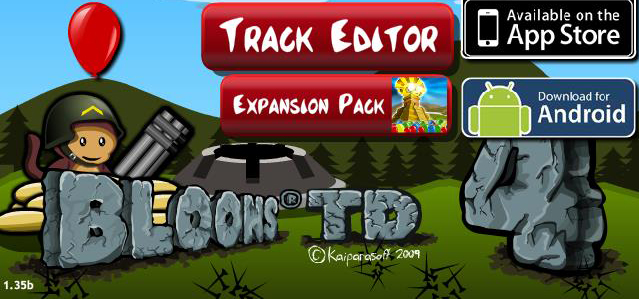 TRACK EDITOR
EXPANSION PACK
Available on the
App Store
Download for
Android
BLOONS® TD 4
©Kaiparasoft 2009
1.35b